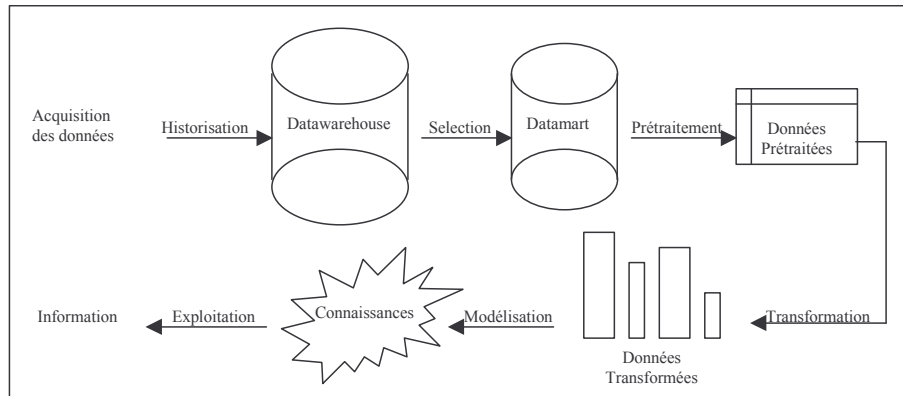 Acquisition
des données
Historisation
Datawarehouse
Selection
Datamart
Prétraitement
Données
Prétraitées
Information
Exploitation
Connaissances
Modélisation
Données
Transformées
Transformation